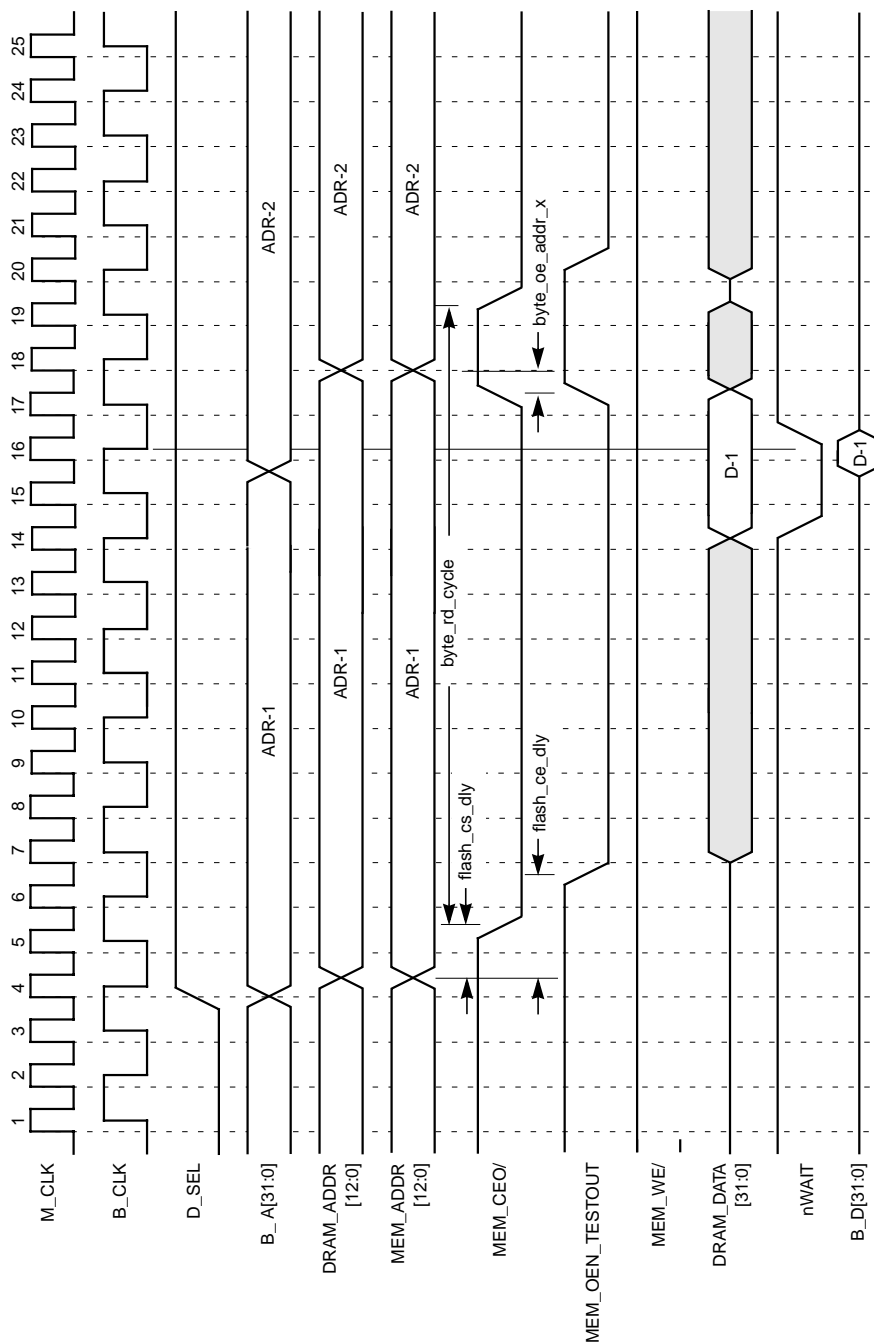 1 2 3 4 5 6 7 8 9 10 11 12 13 14 15 16 17 18 19 20 21 22 23 24 25
M_CLK
B_CLK
D_SEL
B_ A[31:0]
ADR-1
ADR-2
DRAM_ADDR
[12:0]
ADR-1
ADR-2
MEM_ADDR
[12:0]
ADR-1
ADR-2
byte_rd_cycle
flash_cs_dly
MEM_CEO/
flash_ce_dly
byte_oe_addr_x
MEM_OEN_TESTOUT
MEM_WE/
DRAM_DATA
[31:0]
D-1
nWAIT
B_D[31:0]
D-1